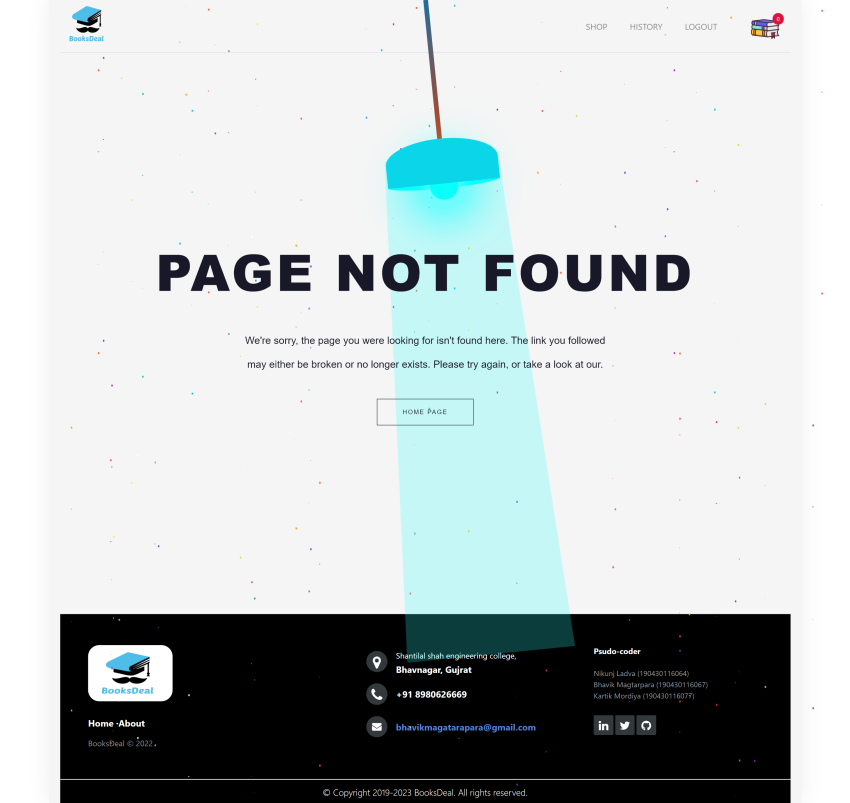 BooksDeal
SHOP HISTORY LOGOUT
0
PAGE NOT FOUND
We're sorry, the page you were looking for isn't found here. The link you followed
may either be broken or no longer exists. Please try again, or take a look at our.
HOME PAGE
BooksDeal
Home ·About
BooksDeal © 2022
Shantilal shah engineering college,
Bhavnagar, Gujrat
+91 8980626669
bhavikmagatarapara@gmail.com
Psudo-coder
Nikunj Ladva (190430116064)
Bhavik Magtarpara (190430116067)
Kartik Mordiya (190430116077)
© Copyright 2019-2023 BooksDeal. All rights reserved.